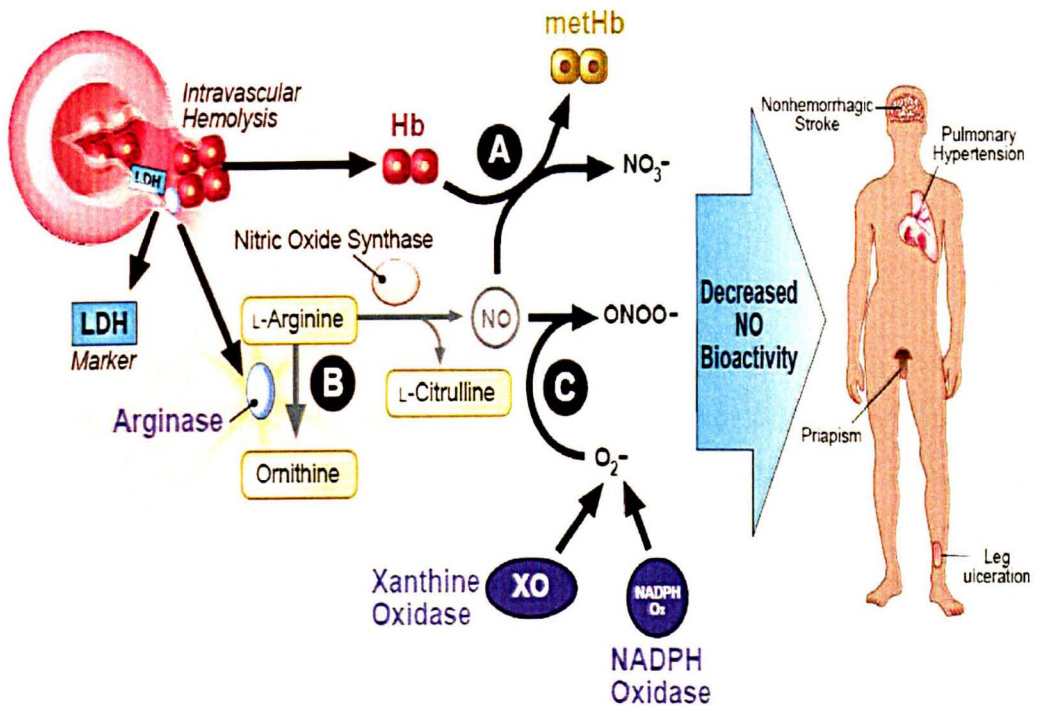 metHb
Intravascular
Hemolysis
Hb
A
NO₃-
LDH
Nitric Oxide Synthase
LDH
Marker
L-Arginine
NO
ONOO-
B
L-Citrulline
C
Arginase
Ornithine
O₂-
Xanthine
Oxidase
XO
NADPH
Ox
NADPH
Oxidase
Decreased
NO
Bioactivity
Nonhemorrhagic
Stroke
Pulmonary
Hypertension
Priapism
Leg
ulceration